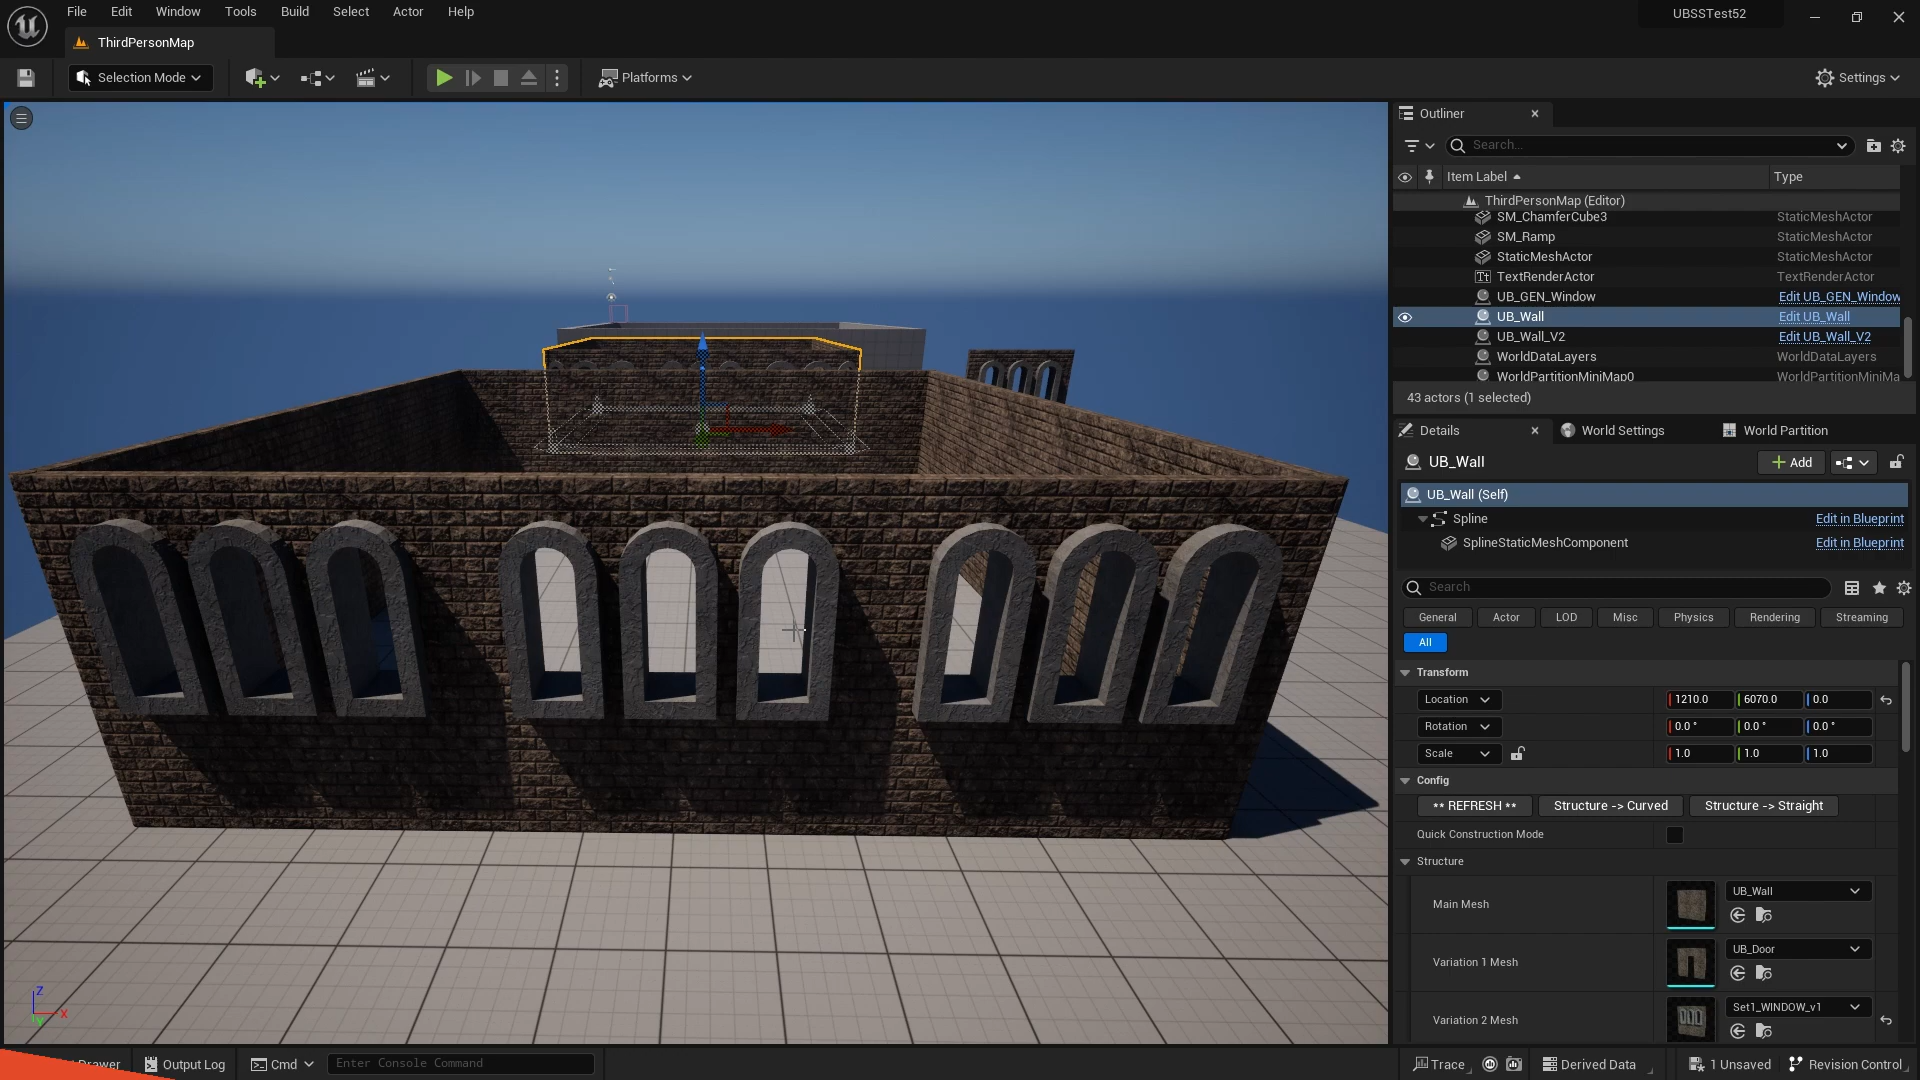 File Edit Window Tools Build Select Actor Help
UBSSTest52
ThirdPersonMap
Selection Mode
Platforms
Settings
Outliner
Search...
Item Label Type
ThirdPersonMap (Editor)
SM_ChamferCube3 StaticMeshActor
SM_Ramp StaticMeshActor
StaticMeshActor StaticMeshActor
TextRenderActor TextRenderActor
UB_GEN_Window Edit UB_GEN_Window
UB_Wall Edit UB_Wall
UB_Wall_V2 Edit UB_Wall_V2
WorldDataLayers WorldDataLayers
WorldPartitionMiniMap0 WorldPartitionMiniMa
43 actors (1 selected)
Details World Settings World Partition
UB_Wall
Add
UB_Wall (Self)
Spline Edit in Blueprint
SplineStaticMeshComponent Edit in Blueprint
Search
General Actor LOD Misc Physics Rendering Streaming
All
Transform
Location 1210.0 6070.0 0.0
Rotation 0.0° 0.0° 0.0°
Scale 1.0 1.0 1.0
Config
** REFRESH ** Structure -> Curved Structure -> Straight
Quick Construction Mode
Structure
Main Mesh UB_Wall
Variation 1 Mesh UB_Door
Variation 2 Mesh Set1_WINDOW_v1
Z
X
Y
Drawer Output Log Cmd Enter Console Command
Trace Derived Data 1 Unsaved Revision Control